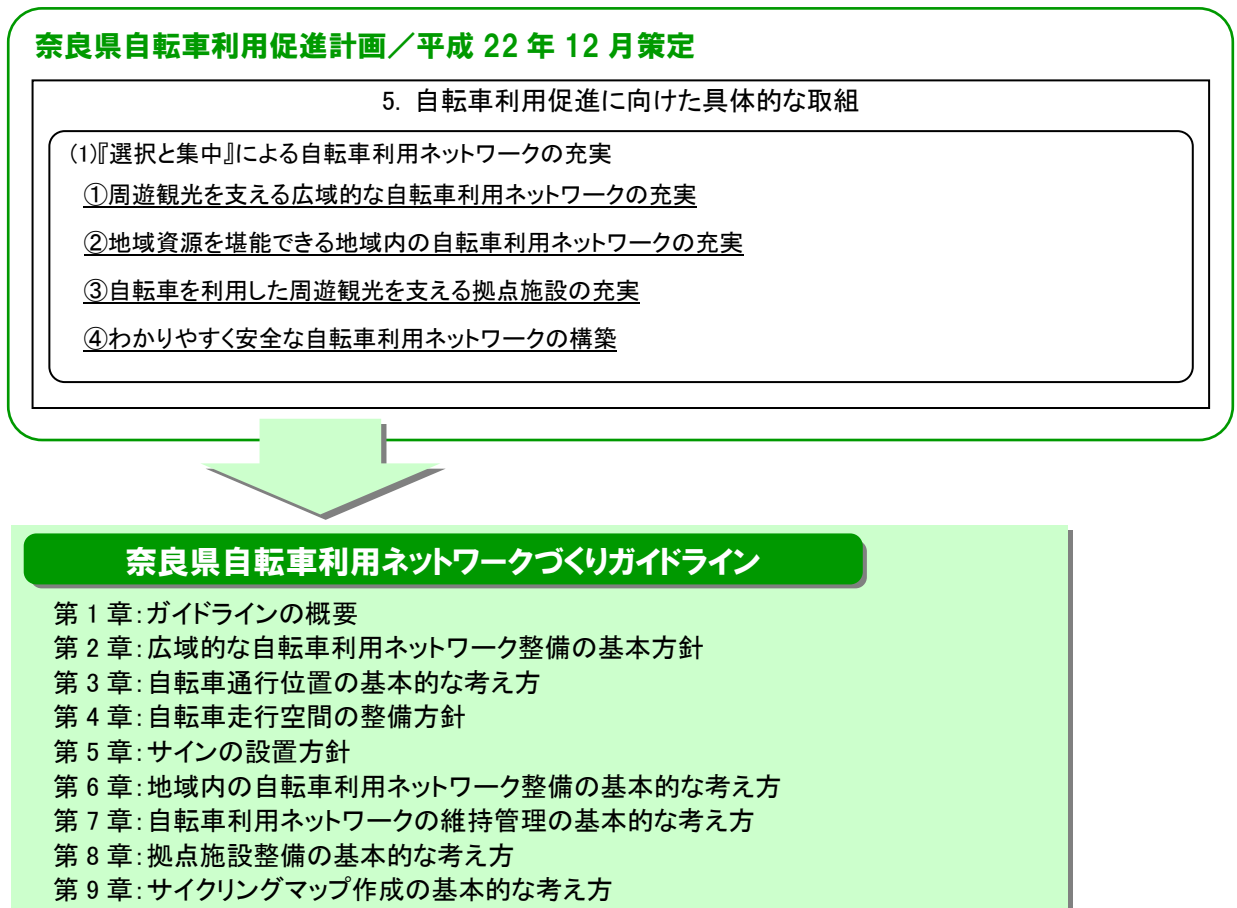 奈良県自転車利用促進計画／平成 22 年 12 月策定
5. 自転車利用促進に向けた具体的な取組
(1)『選択と集中』による自転車利用ネットワークの充実
①周遊観光を支える広域的な自転車利用ネットワークの充実
②地域資源を堪能できる地域内の自転車利用ネットワークの充実
③自転車を利用した周遊観光を支える拠点施設の充実
④わかりやすく安全な自転車利用ネットワークの構築
奈良県自転車利用ネットワークづくりガイドライン
第 1 章：ガイドラインの概要
第 2 章：広域的な自転車利用ネットワーク整備の基本方針
第 3 章：自転車通行位置の基本的な考え方
第 4 章：自転車走行空間の整備方針
第 5 章：サインの設置方針
第 6 章：地域内の自転車利用ネットワーク整備の基本的な考え方
第 7 章：自転車利用ネットワークの維持管理の基本的な考え方
第 8 章：拠点施設整備の基本的な考え方
第 9 章：サイクリングマップ作成の基本的な考え方